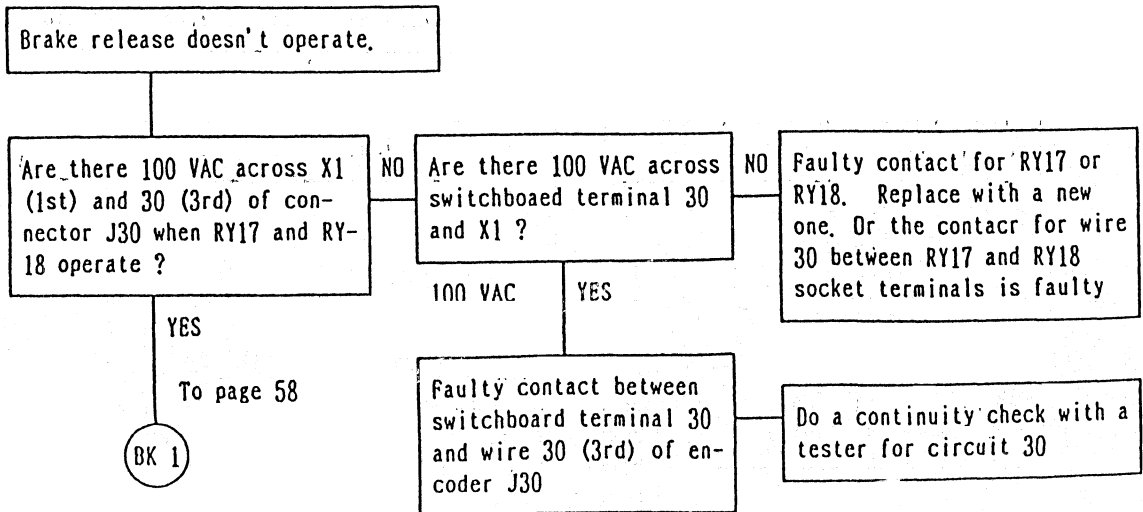 Brake release doesn't operate.
Are there 100 VAC across X1
(1st) and 30 (3rd) of con-
nector J30 when RY17 and RY-
18 operate ?
NO
Are there 100 VAC across
switchboaed terminal 30
and X1 ?
NO
Faulty contact for RY17 or
RY18. Replace with a new
one. Or the contacr for wire
30 between RY17 and RY18
socket terminals is faulty
YES
To page 58
BK 1
100 VAC
YES
Faulty contact between
switchboard terminal 30
and wire 30 (3rd) of en-
coder J30
Do a continuity check with a
tester for circuit 30